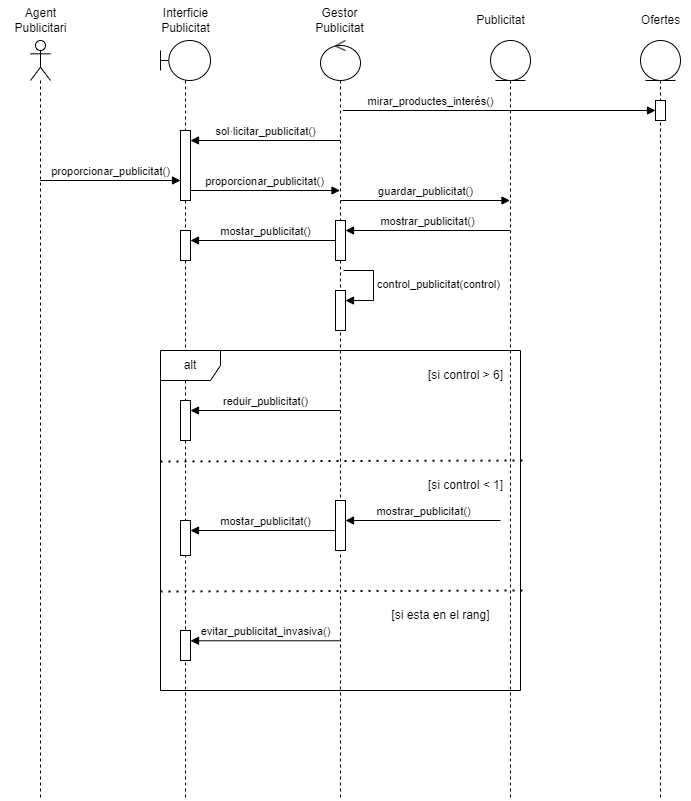 Agent
Publicitari
Interficie
Publicitat
Gestor
Publicitat
Publicitat
Ofertes
mirar_productes_interés()
sol·licitar_publicitat()
proporcionar_publicitat()
proporcionar_publicitat()
guardar_publicitat()
mostrar_publicitat()
mostar_publicitat()
control_publicitat(control)
alt
[si control > 6]
reduir_publicitat()
[si control < 1]
mostrar_publicitat()
mostar_publicitat()
[si esta en el rang]
evitar_publicitat_invasiva()